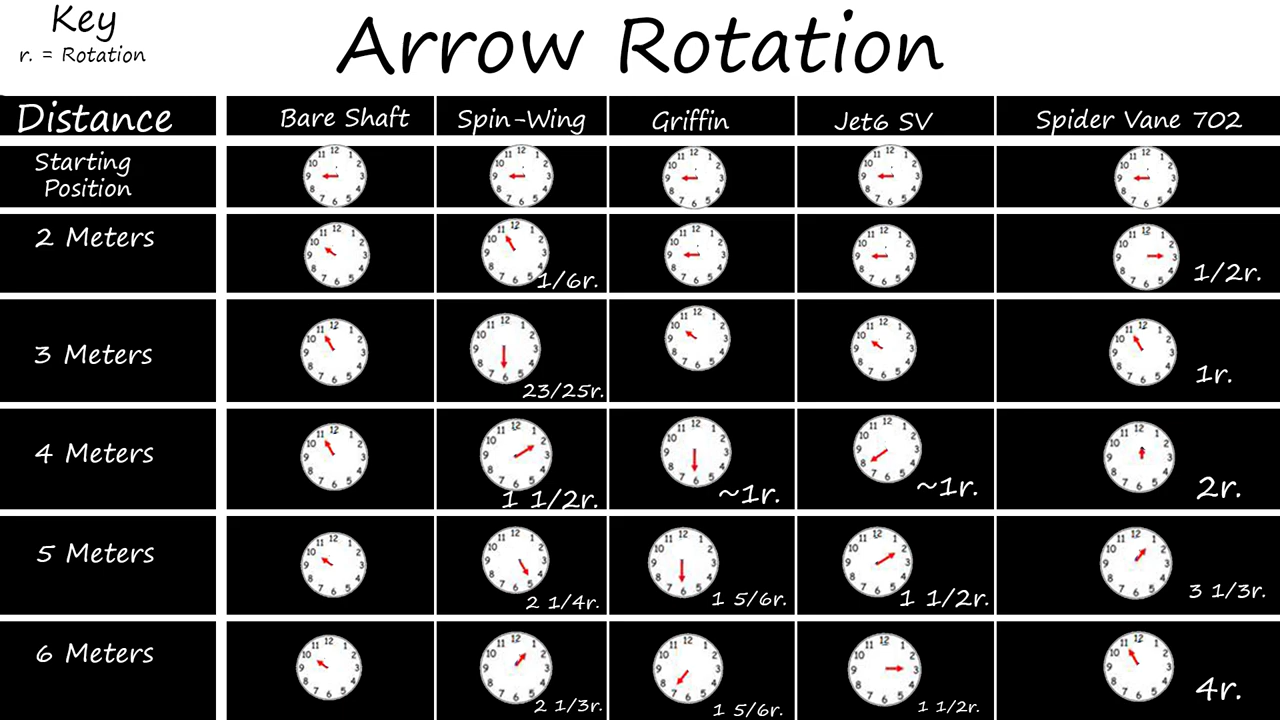 Key
r. = Rotation
Arrow Rotation
Distance Bare Shaft Spin-Wing Griffin Jet6 SV Spider Vane 702
Starting
Position
2 Meters 1/6r. 1/2r.
3 Meters 23/25r. 1r.
4 Meters 1 1/2r. ~1r. ~1r. 2r.
5 Meters 2 1/4r. 1 5/6r. 1 1/2r. 3 1/3r.
6 Meters 2 1/3r. 1 5/6r. 1 1/2r. 4r.